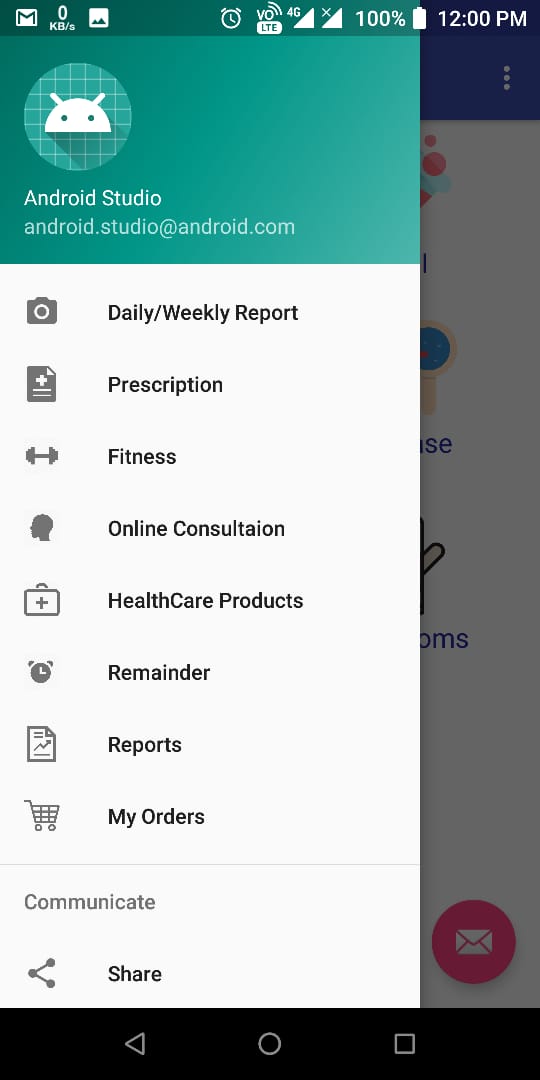 0
KB/s
VO
LTE
4G
100%
12:00 PM
Android Studio
android.studio@android.com
Daily/Weekly Report
Prescription
Fitness
Online Consultaion
HealthCare Products
Remainder
Reports
My Orders
Communicate
Share
l
se
oms